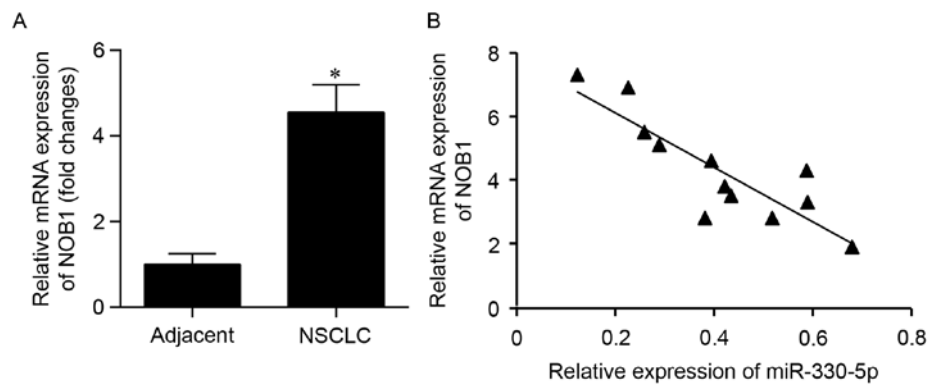 A
Relative mRNA expression
of NOB1 (fold changes)
6
4
2
0
*
Adjacent
NSCLC
B
Relative mRNA expression
of NOB1
8
6
4
2
0
0
0.2
0.4
0.6
0.8
Relative expression of miR-330-5p